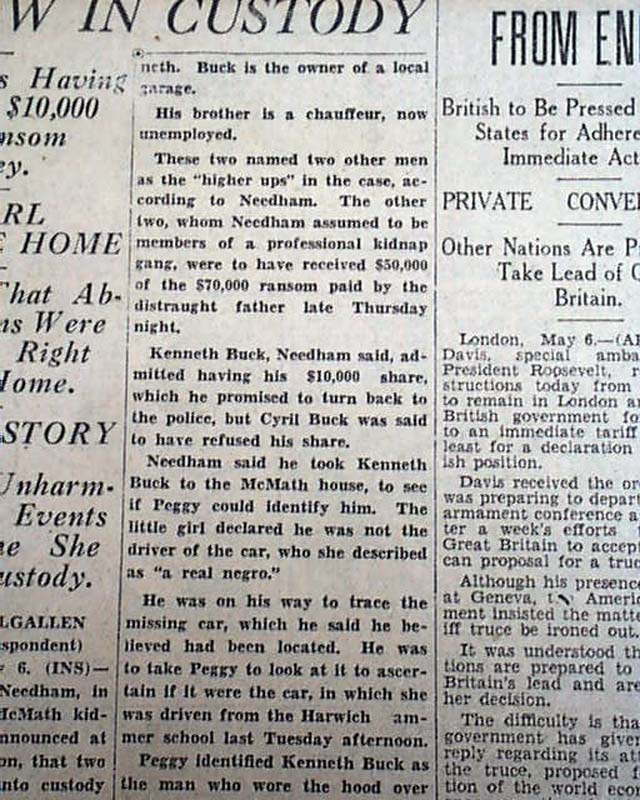 W IN CUSTODY
s Having
$10,000
nsom
ey.
RL
E HOME
That Ab-
ns Were
Right
Home.
STORY
Unharm-
Events
he She
ustody.
LGALLEN
spondent)
6. (INS)—
Needham, in
McMath kid-
nnounced at
on, that two
into custody
neth. Buck is the owner of a local
garage.
His brother is a chauffeur, now
unemployed.
These two named two other men
as the "higher ups" in the case, ac-
cording to Needham. The other
two, whom Needham assumed to be
members of a professional kidnap
gang, were to have received $50,000
of the $70,000 ransom paid by the
distraught father late Thursday
night.
Kenneth Buck, Needham said, ad-
mitted having his $10,000 share,
which he promised to turn back to
the police, but Cyril Buck was said
to have refused his share.
Needham said he took Kenneth
Buck to the McMath house, to see
if Peggy could identify him. The
little girl declared he was not the
driver of the car, who she described
as "a real negro."
He was on his way to trace the
missing car, which he said he be-
lieved had been located. He was
to take Peggy to look at it to ascer-
tain if it were the car, in which she
was driven from the Harwich am-
mer school last Tuesday afternoon.
Peggy identified Kenneth Buck as
the man who wore the hood over
FROM EN
British to Be Pressed
States for Adhere
Immediate Act
PRIVATE CONVE
Other Nations Are P
Take Lead of
Britain.
London, May 6.—(A
Davis, special amba
President Roosevelt, r
structions today from
to remain in London a
British government fo
to an immediate tariff
least for a declaration
ish position.
Davis received the or
was preparing to depar
armament conference a
ter a week's efforts
Great Britain to accep
can proposal for a truc
Although his presence
at Geneva, Americ
ment insisted the matte
iff truce be ironed out.
It was understood th
tions are prepared to
Britain's lead and are
her decision.
The difficulty is tha
government has given
reply regarding its att
the truce, proposed f
tion of the world eco